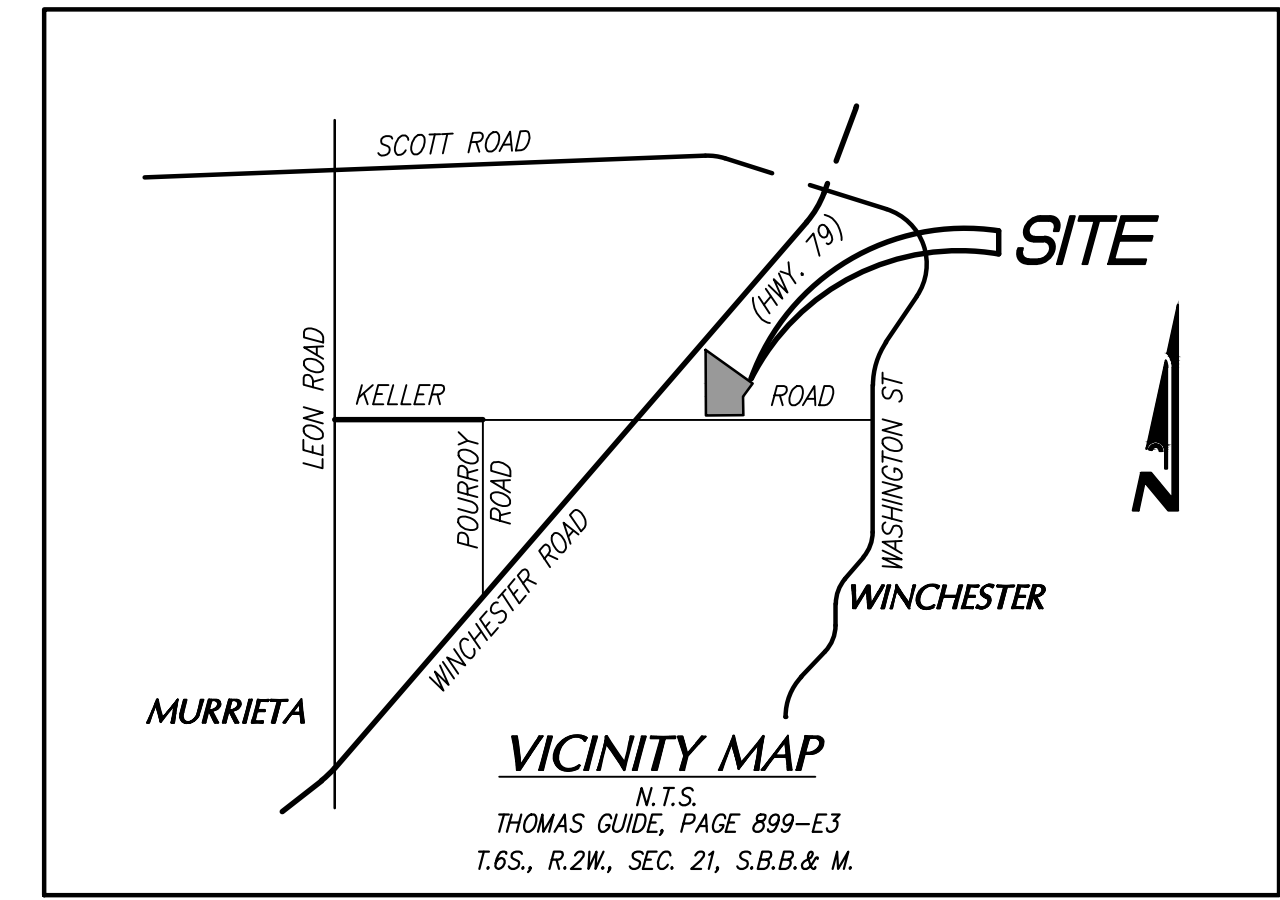 SCOTT ROAD
SITE
(HWY. 79)
LEON ROAD
KELLER
ROAD
WASHINGTON ST
POURROY
ROAD
N
WINCHESTER ROAD
WINCHESTER
MURRIETA
VICINITY MAP
N.T.S.
THOMAS GUIDE, PAGE 899-E3
T.6S., R.2W., SEC. 21, S.B.B.& M.